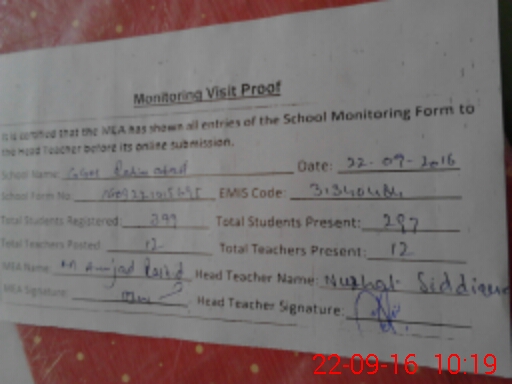 Monitoring Visit Proof
It is certified that the MEA has shown all entries of the School Monitoring Form to
the Head Teacher before its online submission.
School Name: Date: 22-09-2016
School Form No: EMIS Code:
Total Students Registered: Total Students Present: 297
Total Teachers Posted: 12 Total Teachers Present: 12
MEA Name: M Amjad Head Teacher Name: Nuzhat
MEA Signature: Head Teacher Signature:
22-09-16 10:19